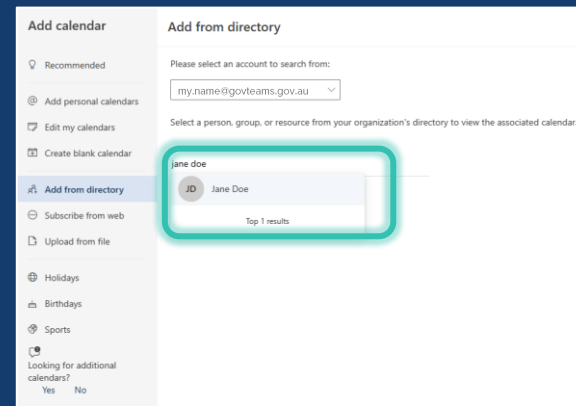 Add calendar
Recommended
Add personal calendars
Edit my calendars
Create blank calendar
Add from directory
Subscribe from web
Upload from file
Holidays
Birthdays
Sports
Looking for additional
calendars?
Yes No
Add from directory
Please select an account to search from:
my.name@govteams.gov.au
Select a person, group, or resource from your organization's directory to view the associated calendar.
jane doe
JD Jane Doe
Top 1 results